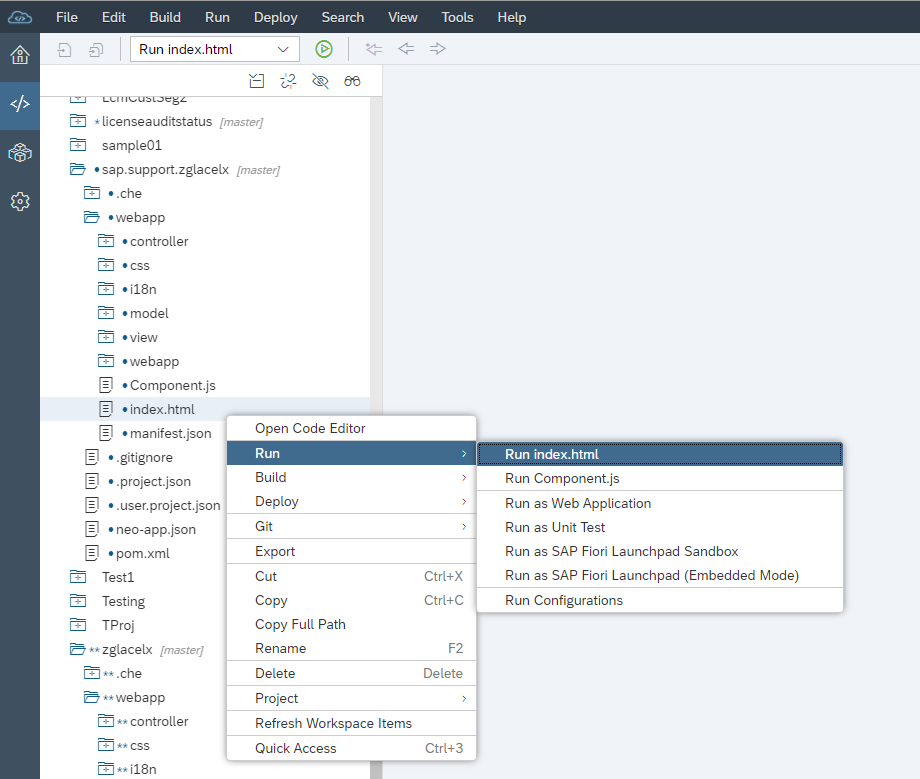 File Edit Build Run Deploy Search View Tools Help
Run index.html
LcmCustSeg2
*licenseauditstatus [master]
sample01
•sap.support.zglacelx [master]
•.che
•webapp
•controller
•css
•i18n
•model
•view
•webapp
•Component.js
•index.html
•manifest.json
•.gitignore
•.project.json
•.user.project.json
•neo-app.json
•pom.xml
Test1
Testing
TProj
**zglacelx [master]
**.che
**webapp
**controller
**css
**i18n
Open Code Editor
Run
Build
Deploy
Git
Export
Cut Ctrl+X
Copy Ctrl+C
Copy Full Path
Rename F2
Delete Delete
Project
Refresh Workspace Items
Quick Access Ctrl+3
Run index.html
Run Component.js
Run as Web Application
Run as Unit Test
Run as SAP Fiori Launchpad Sandbox
Run as SAP Fiori Launchpad (Embedded Mode)
Run Configurations